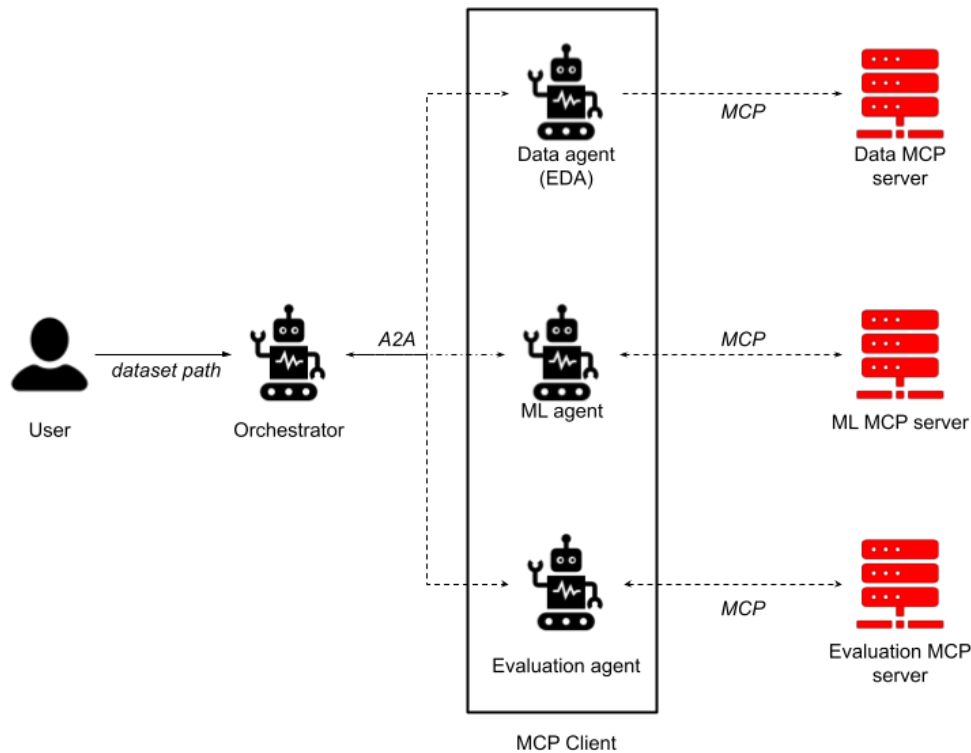 Data agent
(EDA)
MCP
Data MCP
server
User
dataset path
Orchestrator
A2A
ML agent
MCP
ML MCP server
Evaluation agent
MCP
Evaluation MCP
server
MCP Client